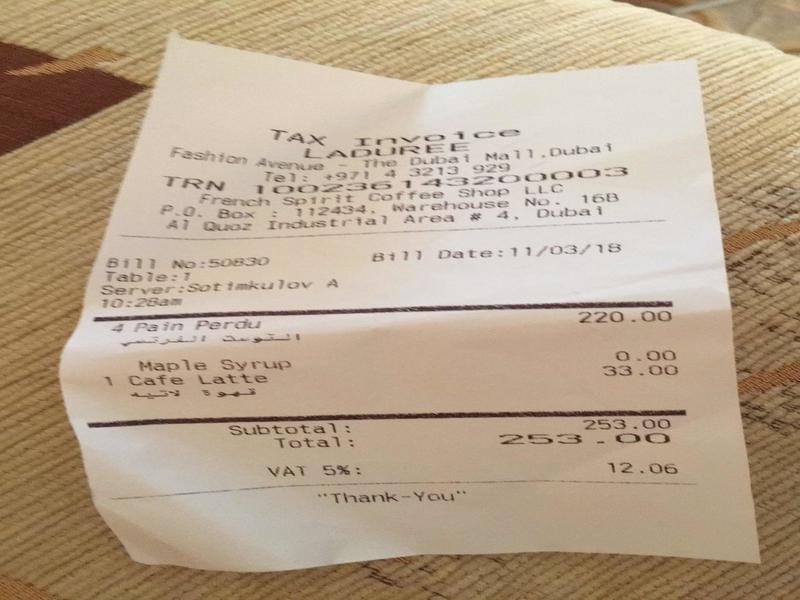 TAX Invoice
LADUREE
Fashion Avenue - The Dubai Mall,Dubai
Tel: +971 4 3213 929
TRN 100236143200003
French Spirit Coffee Shop LLC
P.O. Box : 112434, Warehouse No. 16B
Al Quoz Industrial Area # 4, Dubai
Bill No:50830 Bill Date:11/03/18
Table:1
Server:Sotimkulov A
10:28am
4 Pain Perdu 220.00
التوست الفرنسي
Maple Syrup 0.00
1 Cafe Latte 33.00
قهوة لاتيه
Subtotal: 253.00
Total: 253.00
VAT 5%: 12.06
"Thank-You"